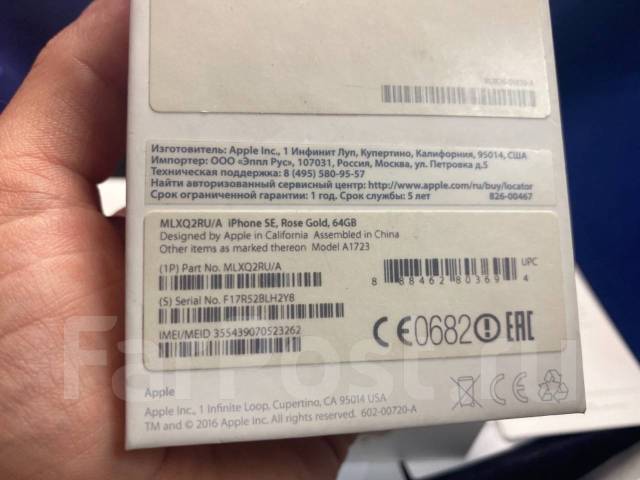 Изготовитель: Apple Inc., 1 Инфинит Луп, Купертино, Калифорния, 95014, США
Импортер: ООО «Эппл Рус», 107031, Россия, Москва, ул. Петровка д.5
Техническая поддержка: 8 (495) 580-95-57
Найти авторизованный сервисный центр: http://www.apple.com/ru/buy/locator
Срок ограниченной гарантии: 1 год. Срок службы: 5 лет 826-00467
MLXQ2RU/A iPhone SE, Rose Gold, 64GB
Designed by Apple in California Assembled in China
Other items as marked thereon Model A1723
(1P) Part No. MLXQ2RU/A
UPC
8 88462 80369 4
(S) Serial No. F17R52BLH2Y8
IMEI/MEID 355439070523262
CE0682 EAC
FarPost.ru
Apple
Apple Inc., 1 Infinite Loop, Cupertino, CA 95014 USA
TM and © 2016 Apple Inc. All rights reserved. 602-00720-A
CE